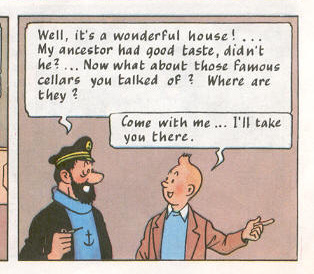 Well, it's a wonderful house! ...
My ancestor had good taste, didn't
he? ... Now what about those famous
cellars you talked of ? Where are
they ?
Come with me ... I'll take
you there.